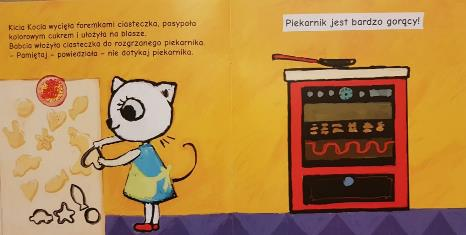 Kicia Kocia wycięła foremkami ciasteczka, posypała
kolorowym cukrem i ułożyła na blasze.
Babcia włożyła ciasteczka do rozgrzanego piekarnika.
– Pamiętaj – powiedziała – nie dotykaj piekarnika.
Piekarnik jest bardzo gorący!